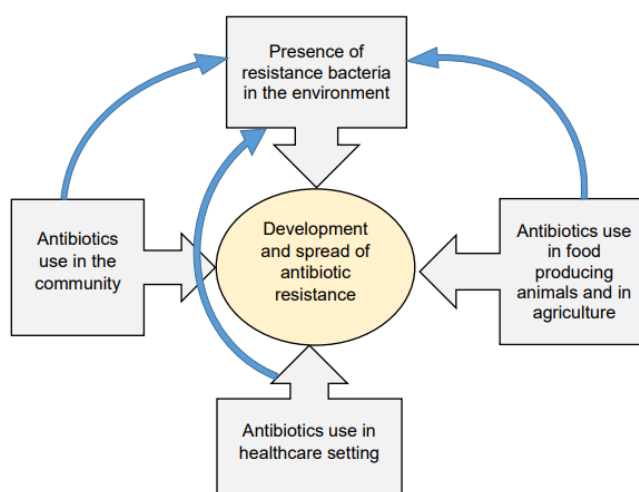 Presence of
resistance bacteria
in the environment
Antibiotics
use in the
community
Development
and spread of
antibiotic
resistance
Antibiotics use
in food
producing
animals and in
agriculture
Antibiotics use in
healthcare setting